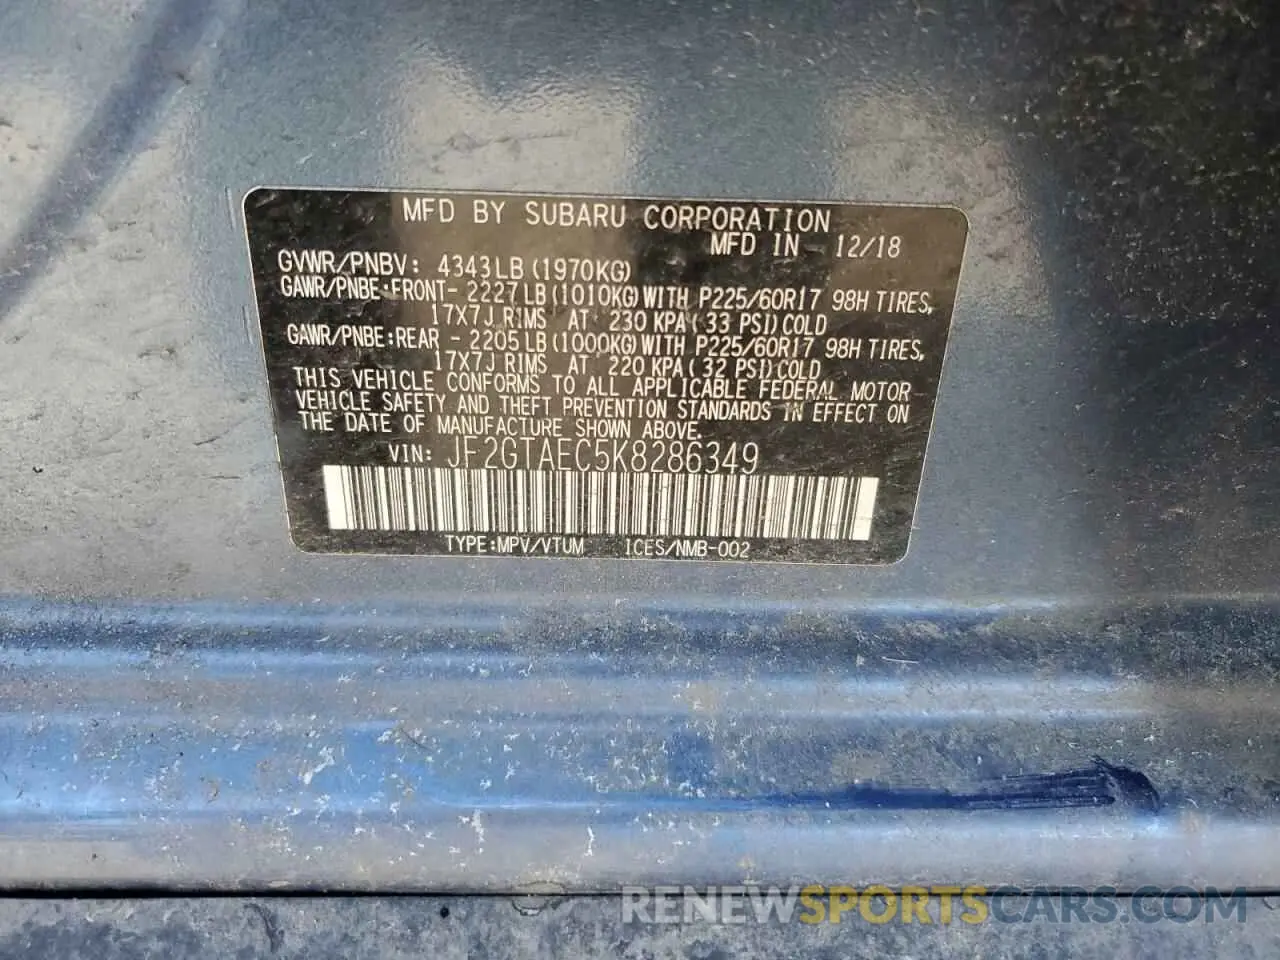 MFD BY SUBARU CORPORATION
MFD IN 12/18
GVWR/PNBV: 4343LB(1970KG)
GAWR/PNBE:FRONT- 2227LB(1010KG)WITH P225/60R17 98H TIRES,
17X7J RIMS AT 230 KPA(33 PSI)COLD
GAWR/PNBE:REAR - 2205LB(1000KG)WITH P225/60R17 98H TIRES,
17X7J RIMS AT 220 KPA(32 PSI)COLD
THIS VEHICLE CONFORMS TO ALL APPLICABLE FEDERAL MOTOR
VEHICLE SAFETY AND THEFT PREVENTION STANDARDS IN EFFECT ON
THE DATE OF MANUFACTURE SHOWN ABOVE.
VIN: JF2GTAEC5K8286349
TYPE:MPV/VTUM ICES/NMB-002
RENEWSPORTSCARS.COM